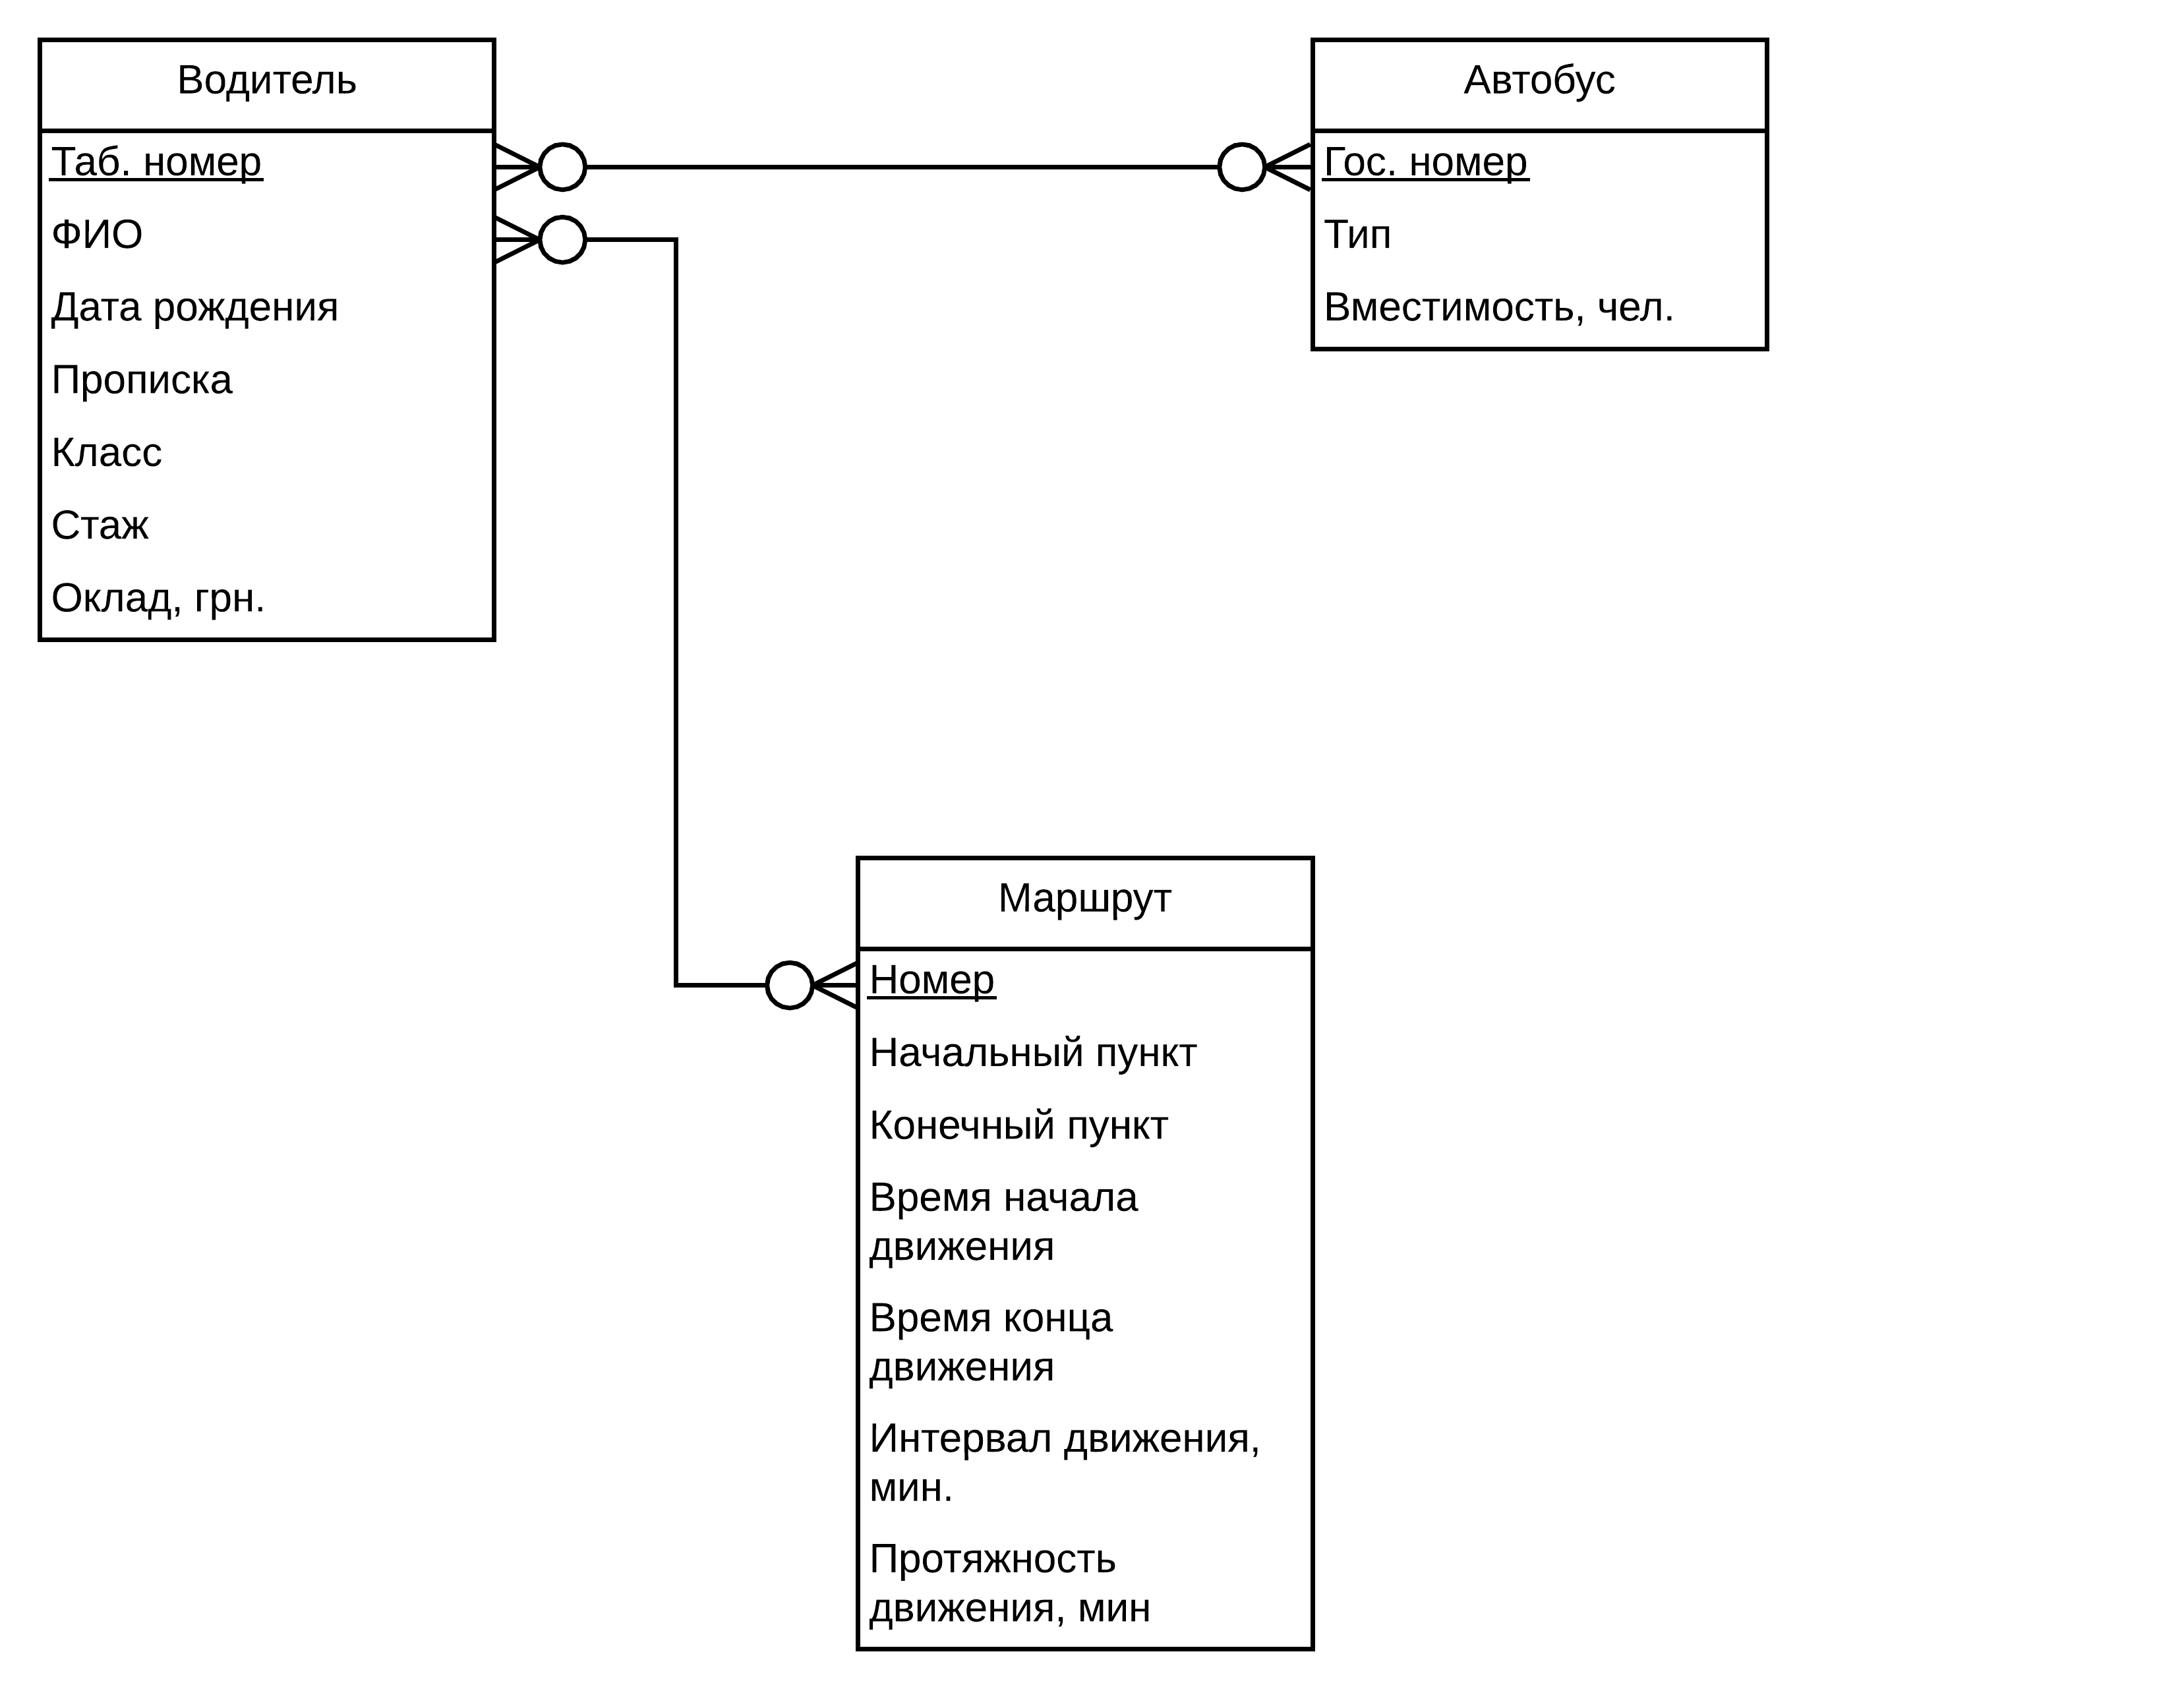 Водитель
Таб. номер
ФИО
Дата рождения
Прописка
Класс
Стаж
Оклад, грн.
Автобус
Гос. номер
Тип
Вместимость, чел.
Маршрут
Номер
Начальный пункт
Конечный пункт
Время начала
движения
Время конца
движения
Интервал движения,
мин.
Протяжность
движения, мин